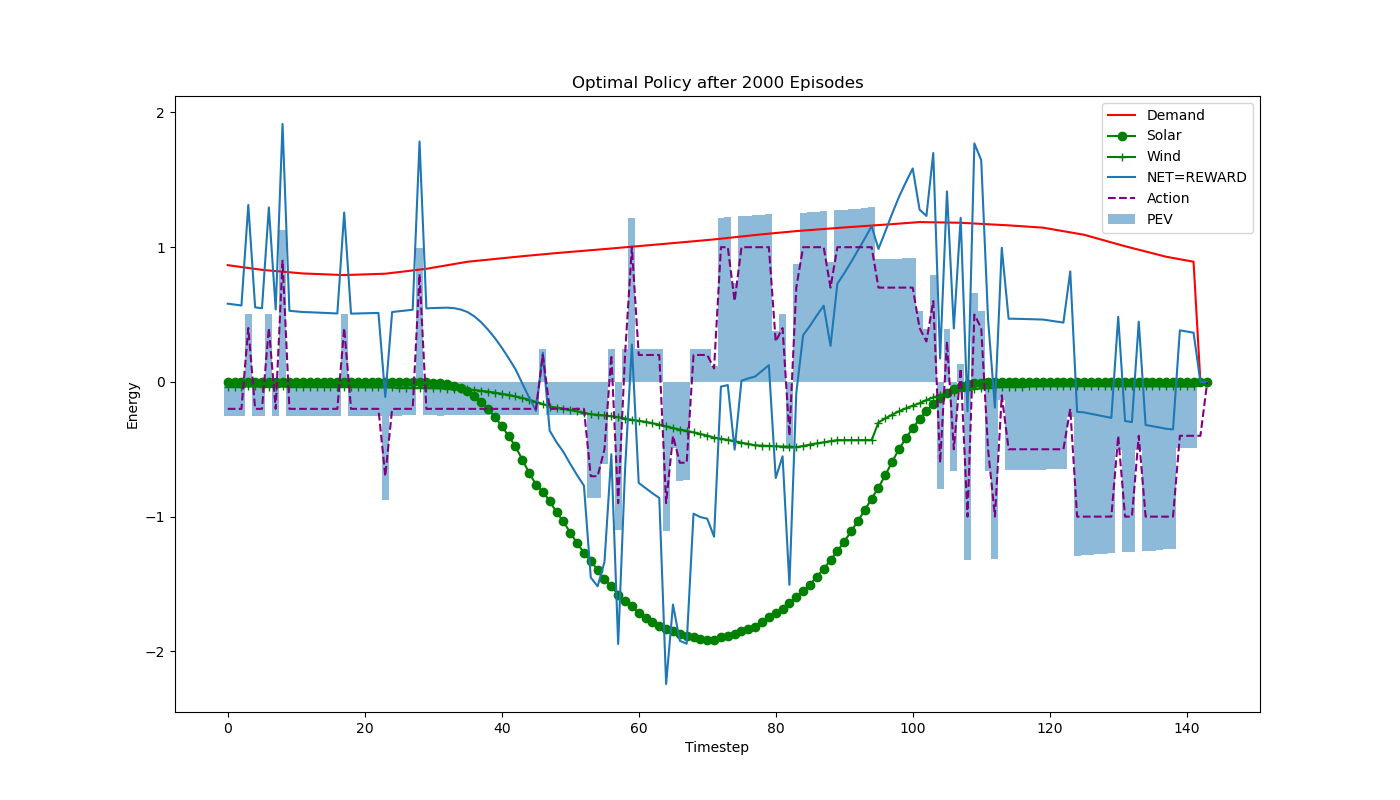 Optimal Policy after 2000 Episodes
Demand
Solar
Wind
NET=REWARD
Action
PEV
2
1
0
−1
−2
Energy
0 20 40 60 80 100 120 140
Timestep